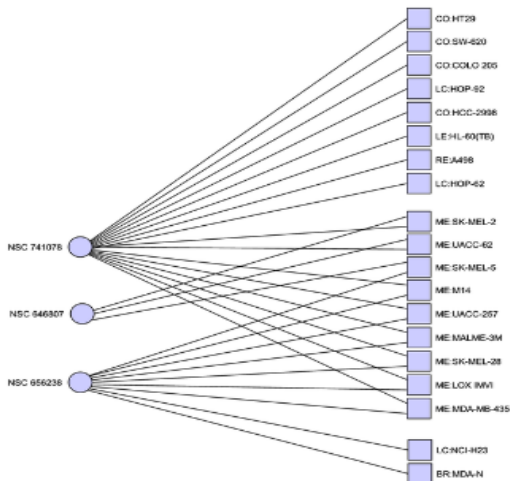 CO:HT29
CO:SW-620
CO:COLO 205
LC:HOP-92
CO:HCC-2998
LE:HL-60(TB)
RE:A498
LC:HOP-62
ME:SK-MEL-2
NSC 741078
ME:UACC-62
ME:SK-MEL-5
ME:M14
NSC 646807
ME:UACC-257
ME:MALME-3M
ME:SK-MEL-28
NSC 656238
ME:LOX IMVI
ME:MDA-MB-435
LC:NCI-H23
BR:MDA-N